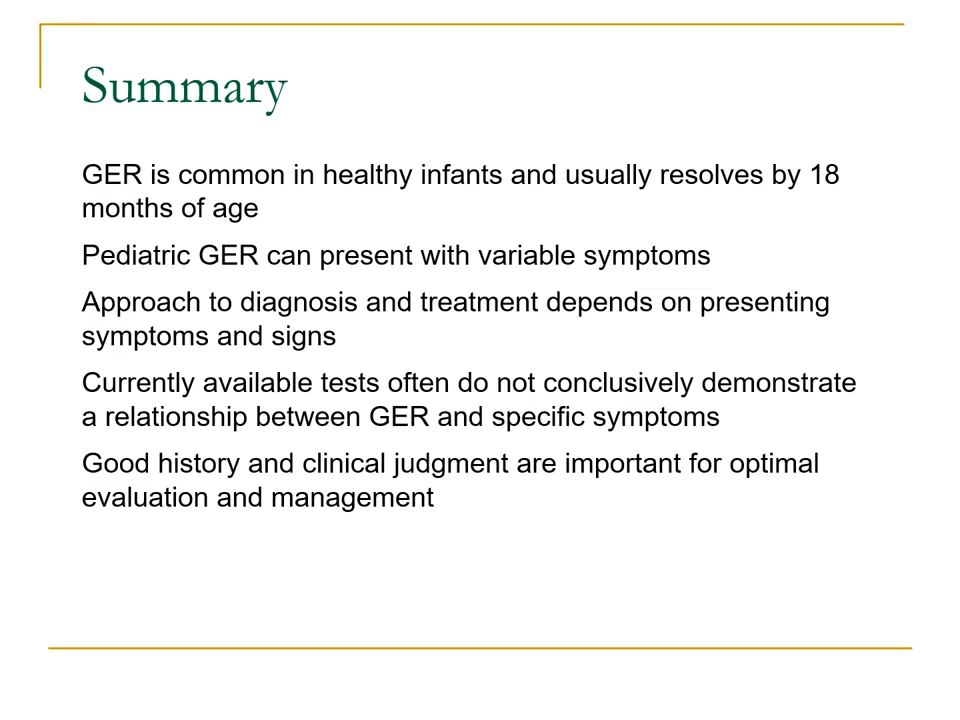 Summary
GER is common in healthy infants and usually resolves by 18
months of age
Pediatric GER can present with variable symptoms
Approach to diagnosis and treatment depends on presenting
symptoms and signs
Currently available tests often do not conclusively demonstrate
a relationship between GER and specific symptoms
Good history and clinical judgment are important for optimal
evaluation and management